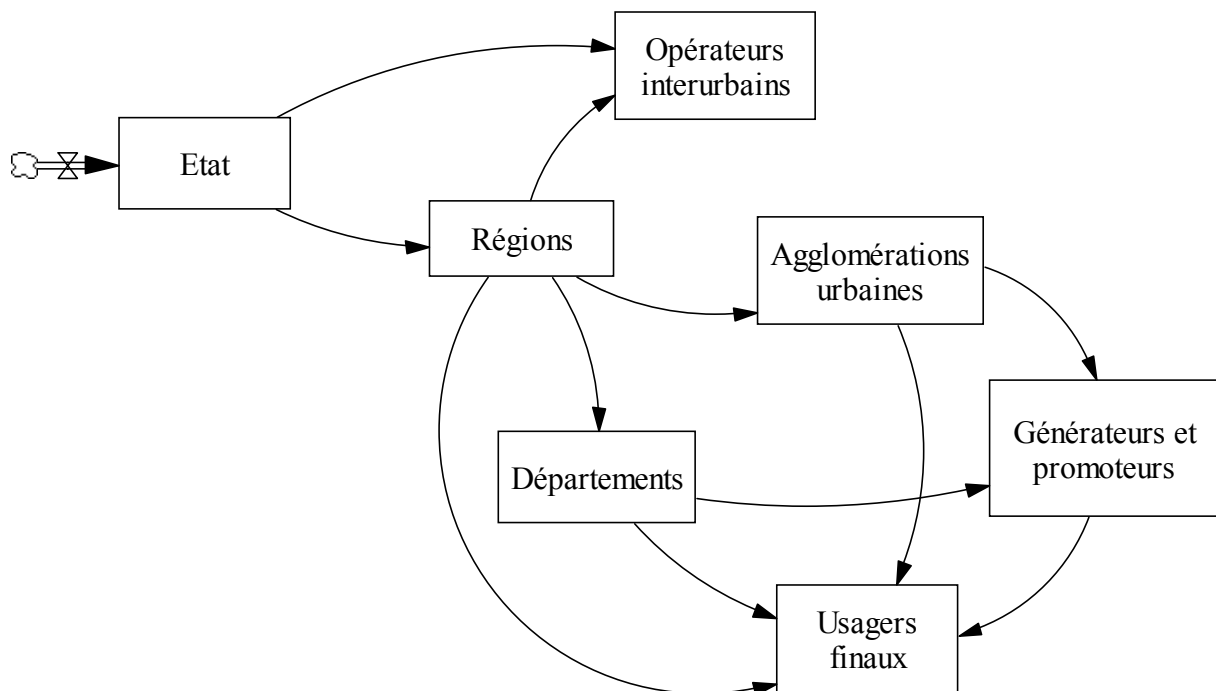 Opérateurs
interurbains
Etat
Régions
Agglomérations
urbaines
Générateurs et
promoteurs
Départements
Usagers
finaux